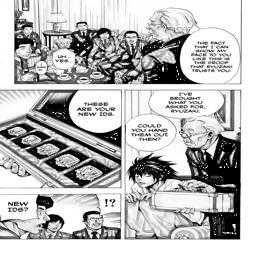 THE FACT
THAT I CAN
SHOW MY
FACE TO YOU
LIKE THIS IS
THE PROOF
THAT RYUZAKI
TRUSTS YOU.
UH...
YES.
I'VE
BROUGHT
WHAT YOU
ASKED FOR,
RYUZAKI.
COULD YOU
HAND THEM
OUT THEN?
THESE
ARE YOUR
NEW IDS.
NEW
IDS?
!?